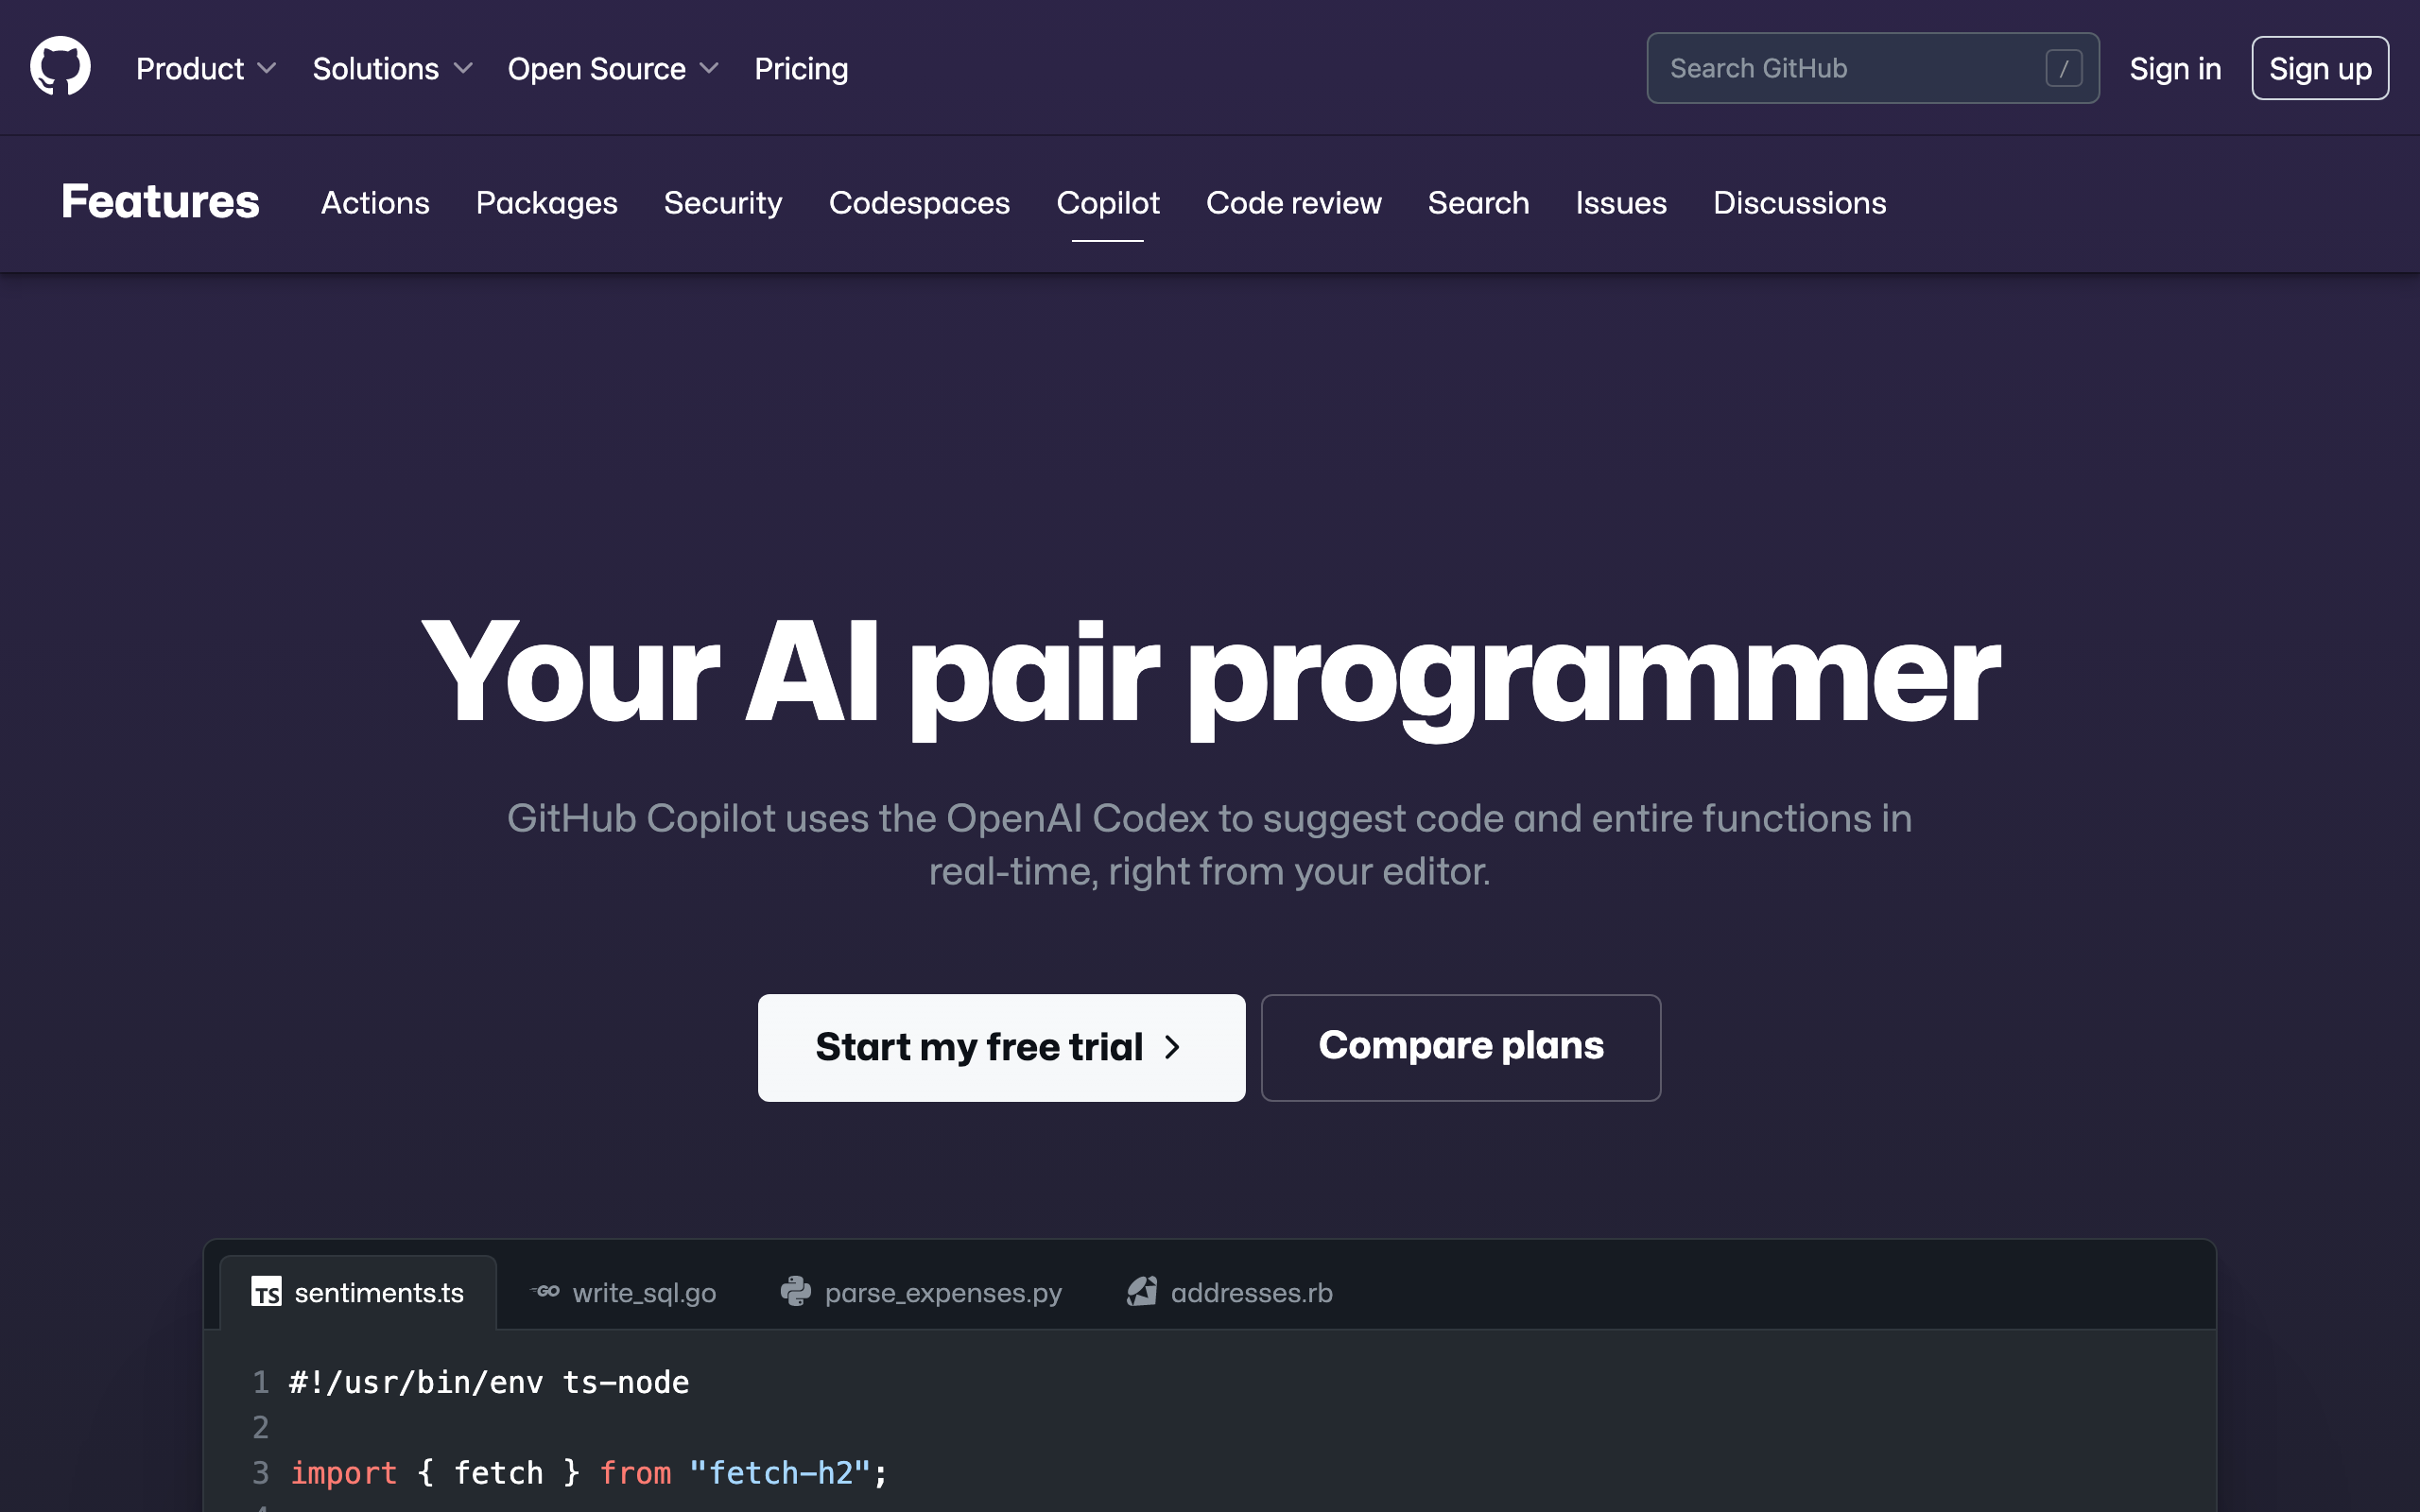 Product Solutions Open Source Pricing Search GitHub / Sign in Sign up
Features Actions Packages Security Codespaces Copilot Code review Search Issues Discussions
Your AI pair programmer
GitHub Copilot uses the OpenAI Codex to suggest code and entire functions in
real-time, right from your editor.
Start my free trial Compare plans
TS sentiments.ts GO write_sql.go parse_expenses.py addresses.rb
1 #!/usr/bin/env ts-node
2
3 import { fetch } from "fetch-h2";